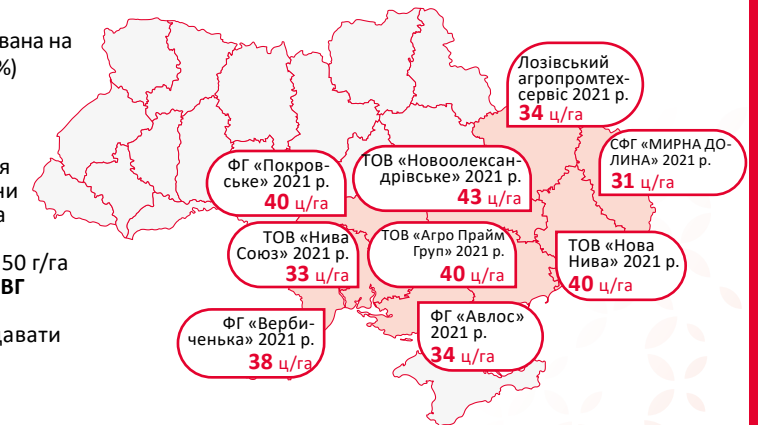 вана на
%)
я
ни
а
50 г/га
ВГ
давати
Лозівський
агропромтех-
сервіс 2021 р.
34 ц/га
СФГ «МИРНА ДО-
ЛИНА» 2021 р.
31 ц/га
ФГ «Покров-
ське» 2021 р.
40 ц/га
ТОВ «Новоолексан-
дрівське» 2021 р.
43 ц/га
ТОВ «Нива
Союз» 2021 р.
33 ц/га
ТОВ «Агро Прайм
Груп» 2021 р.
40 ц/га
ТОВ «Нова
Нива» 2021 р.
40 ц/га
ФГ «Верби-
ченька» 2021 р.
38 ц/га
ФГ «Авлос»
2021 р.
34 ц/га